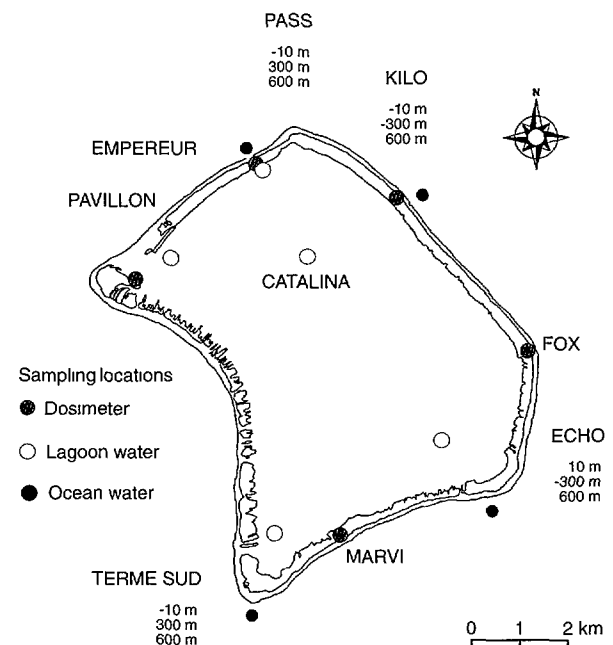 PASS
-10 m
300 m
600 m
KILO
-10 m
-300 m
600 m
N
EMPEREUR
PAVILLON
CATALINA
FOX
Sampling locations
Dosimeter
Lagoon water
Ocean water
ECHO
10 m
-300 m
600 m
MARVI
TERME SUD
-10 m
300 m
600 m
0 1 2 km